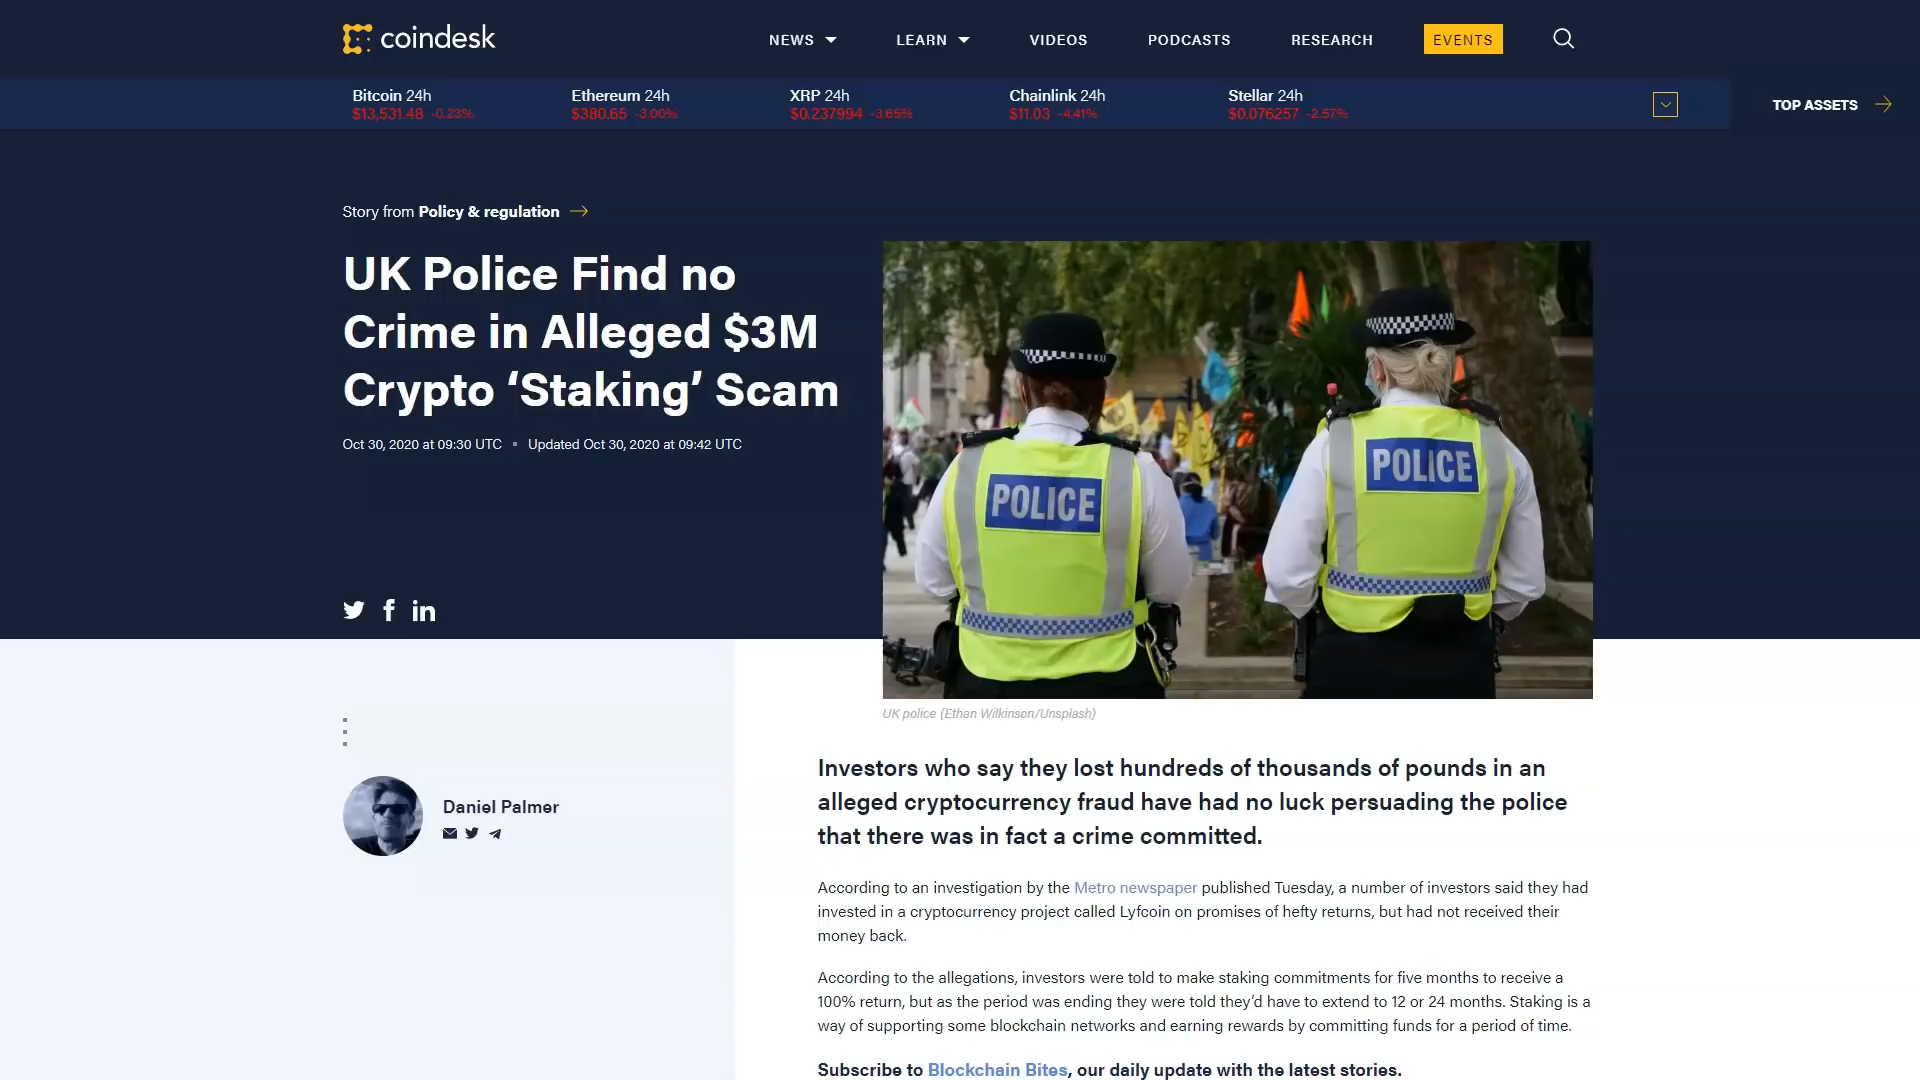 coindesk
NEWS
LEARN
VIDEOS
PODCASTS
RESEARCH
EVENTS
Bitcoin 24h
$13,531.48 -0.23%
Ethereum 24h
$380.65 -3.00%
XRP 24h
$0.237994 -3.65%
Chainlink 24h
$11.03 -4.41%
Stellar 24h
$0.076257 -2.57%
TOP ASSETS
Story from Policy & regulation
UK Police Find no
Crime in Alleged $3M
Crypto ‘Staking’ Scam
Oct 30, 2020 at 09:30 UTC
Updated Oct 30, 2020 at 09:42 UTC
POLICE
POLICE
UK police (Ethan Wilkinson/Unsplash)
Daniel Palmer
Investors who say they lost hundreds of thousands of pounds in an
alleged cryptocurrency fraud have had no luck persuading the police
that there was in fact a crime committed.
According to an investigation by the Metro newspaper published Tuesday, a number of investors said they had
invested in a cryptocurrency project called Lyfcoin on promises of hefty returns, but had not received their
money back.
According to the allegations, investors were told to make staking commitments for five months to receive a
100% return, but as the period was ending they were told they’d have to extend to 12 or 24 months. Staking is a
way of supporting some blockchain networks and earning rewards by committing funds for a period of time.
Subscribe to Blockchain Bites, our daily update with the latest stories.